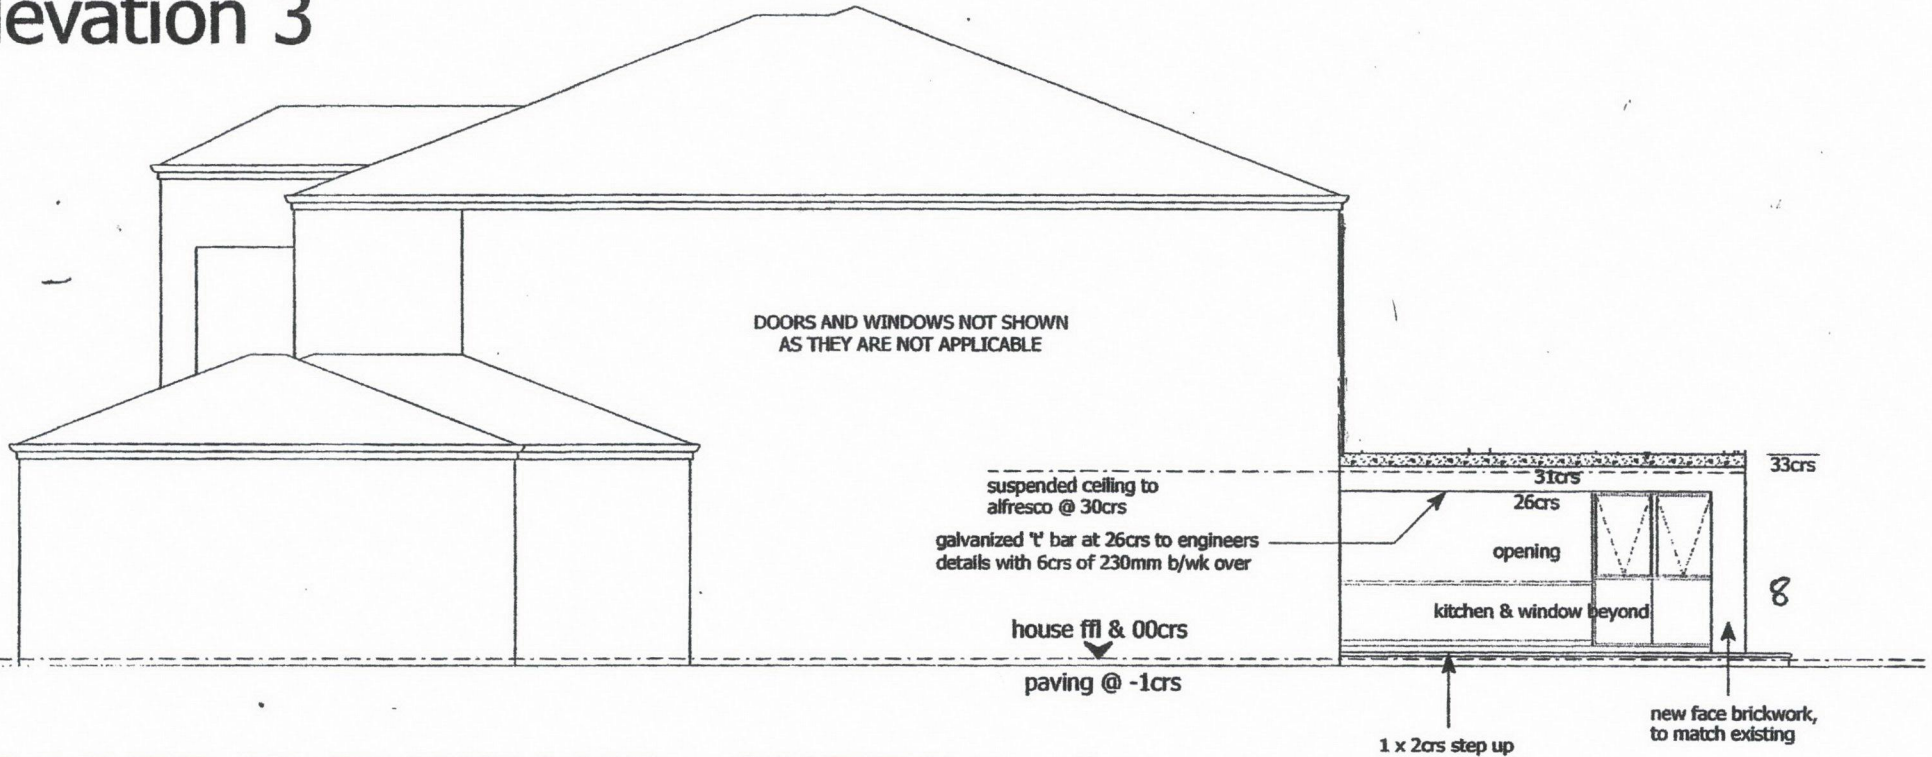 levation 3
DOORS AND WINDOWS NOT SHOWN
AS THEY ARE NOT APPLICABLE
suspended ceiling to
alfresco @ 30crs
galvanized 't' bar at 26crs to engineers
details with 6crs of 230mm b/wk over
33crs
31crs
26crs
opening
kitchen & window beyond
8
house ffl & 00crs
paving @ -1crs
1 x 2crs step up
new face brickwork,
to match existing